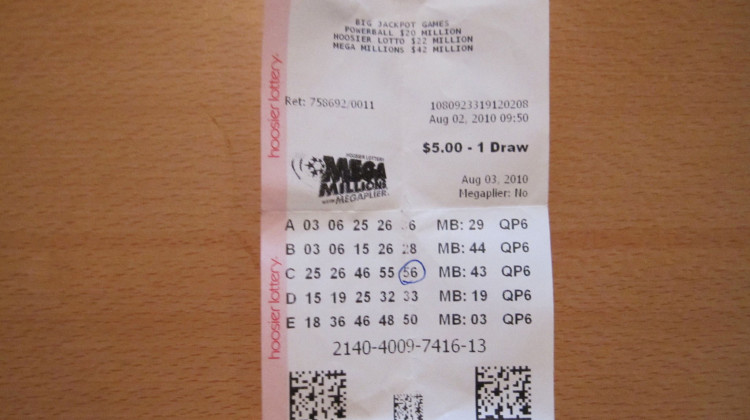 BIG JACKPOT GAMES
POWERBALL $20 MILLION
HOOSIER LOTTO $22 MILLION
MEGA MILLIONS $42 MILLION
hoosier lottery.
Ret: 758692/0011
1080923319120208
Aug 02, 2010 09:50
$5.00 - 1 Draw
HOOSIER LOTTERY
MEGA
MILLIONS
WITH MEGAPLIER
Aug 03, 2010
Megaplier: No
A 03 06 25 26 MB: 29 QP6
B 03 06 15 26 28 MB: 44 QP6
C 25 26 46 55 56 MB: 43 QP6
D 15 19 25 32 33 MB: 19 QP6
E 18 36 46 48 50 MB: 03 QP6
hoosier lottery.
2140-4009-7416-13